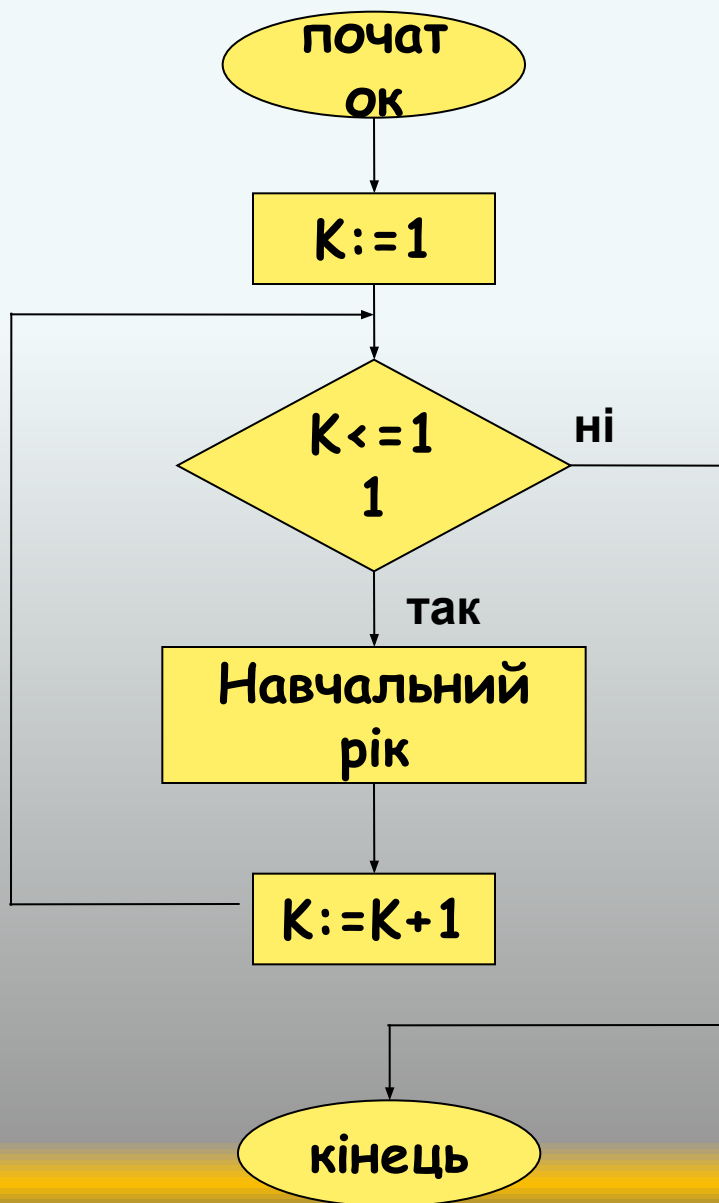 почат
ок
K:=1
K<=1
1
ні
так
Навчальний
рік
K:=K+1
кінець